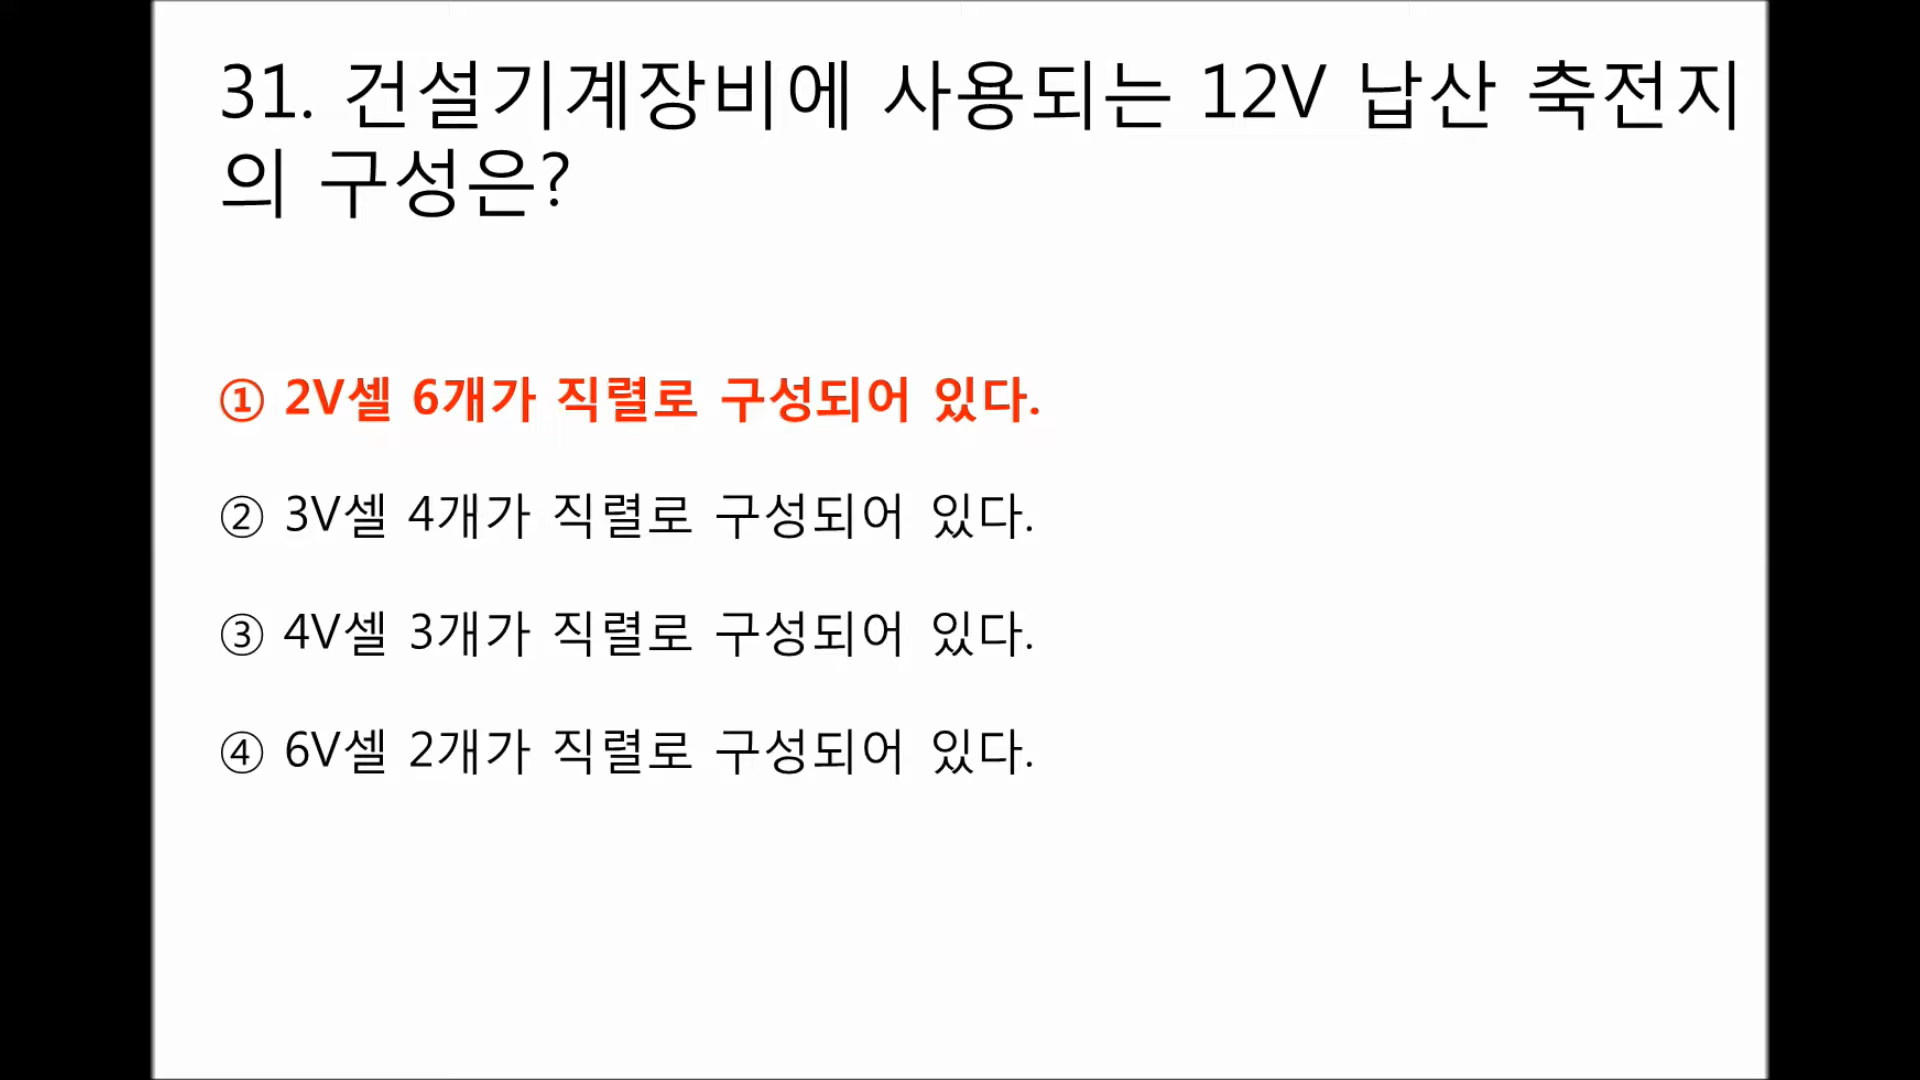 31. 건설기계장비에 사용되는 12V 납산 축전지
의 구성은?
① 2V셀 6개가 직렬로 구성되어 있다.
② 3V셀 4개가 직렬로 구성되어 있다.
③ 4V셀 3개가 직렬로 구성되어 있다.
④ 6V셀 2개가 직렬로 구성되어 있다.